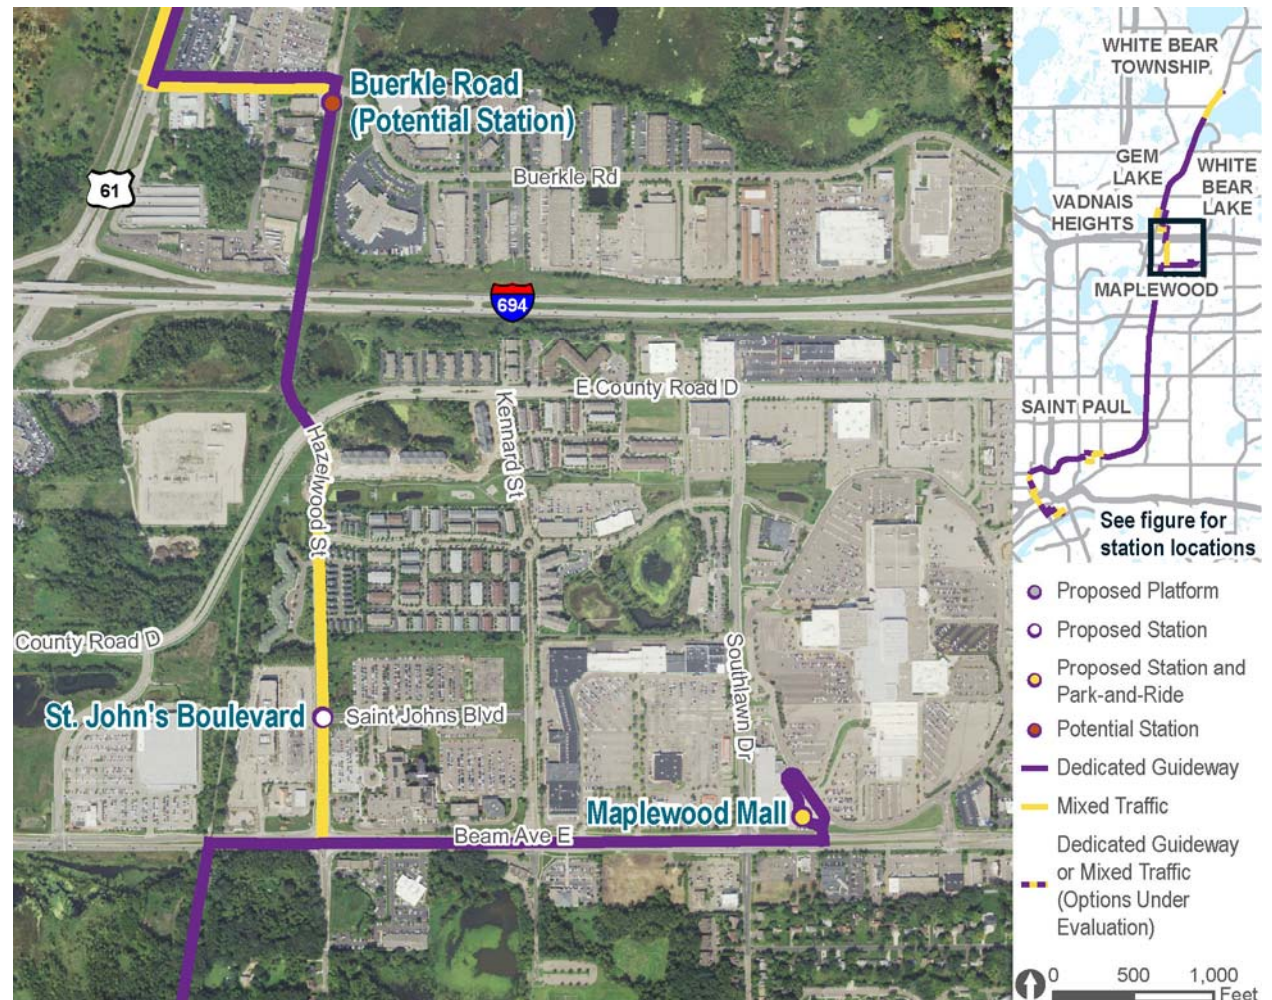 Buerkle Road
(Potential Station)
61
Buerkle Rd
694
E County Road D
Kennard St
Hazelwood St
County Road D
St. John's Boulevard
Saint Johns Blvd
Southlawn Dr
Maplewood Mall
Beam Ave E
WHITE BEAR
TOWNSHIP
GEM
LAKE
WHITE
BEAR
LAKE
VADNAIS
HEIGHTS
MAPLEWOOD
SAINT PAUL
See figure for
station locations
Proposed Platform
Proposed Station
Proposed Station and
Park-and-Ride
Potential Station
Dedicated Guideway
Mixed Traffic
Dedicated Guideway
or Mixed Traffic
(Options Under
Evaluation)
0 500 1,000
Feet